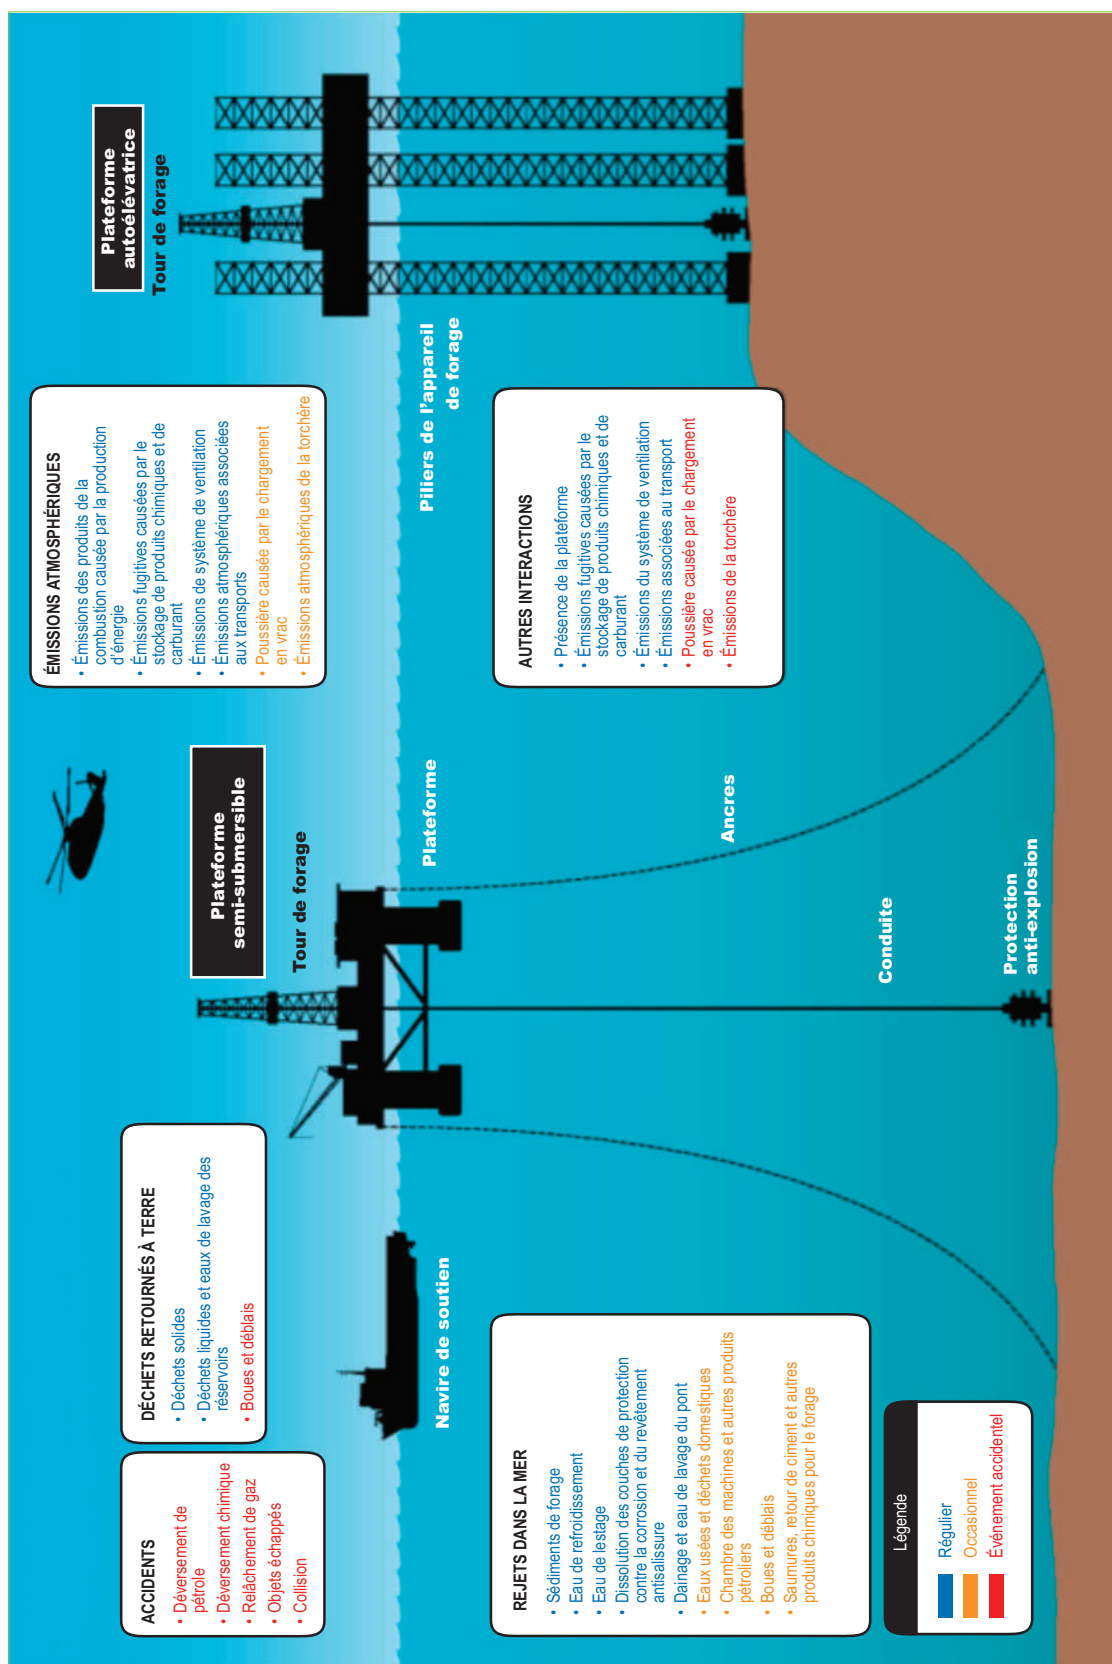 ACCIDENTS
• Déversement de
pétrole
• Déversement chimique
• Relâchement de gaz
• Objets échappés
• Collision
DÉCHETS RETOURNÉS À TERRE
• Déchets solides
• Déchets liquides et eaux de lavage des
réservoirs
• Boues et déblais
Plateforme
semi-submersible
Tour de forage
ÉMISSIONS ATMOSPHÉRIQUES
• Émissions des produits de la
combustion causée par la production
d'énergie
• Émissions fugitives causées par le
stockage de produits chimiques et de
carburant
• Émissions de système de ventilation
• Émissions atmosphériques associées
aux transports
• Poussière causée par le chargement
en vrac
• Émissions atmosphériques de la torchère
Plateforme
autoélévatrice
Tour de forage
Navire de soutien
Plateforme
Piliers de l'appareil
de forage
REJETS DANS LA MER
• Sédiments de forage
• Eau de refroidissement
• Eau de lestage
• Dissolution des couches de protection
contre la corrosion et du revêtement
antisalissure
• Dainage et eau de lavage du pont
• Eaux usées et déchets domestiques
• Chambre des machines et autres produits
pétroliers
• Boues et déblais
• Saumures, retour de ciment et autres
produits chimiques pour le forage
Ancres
Conduite
Protection
anti-explosion
AUTRES INTERACTIONS
• Présence de la plateforme
• Émissions fugitives causées par le
stockage de produits chimiques et de
carburant
• Émissions du système de ventilation
• Émissions associées au transport
• Poussière causée par le chargement
en vrac
• Émissions de la torchère
Légende
Régulier
Occasionnel
Événement accidentel